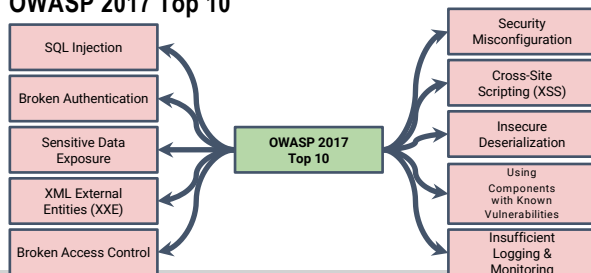 OWASP 2017 Top 10
SQL Injection
Broken Authentication
Sensitive Data
Exposure
XML External
Entities (XXE)
Broken Access Control
OWASP 2017
Top 10
Security
Misconfiguration
Cross-Site
Scripting (XSS)
Insecure
Deserialization
Using
Components
with Known
Vulnerabilities
Insufficient
Logging &
Monitoring